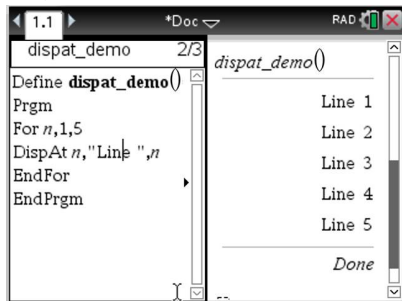 1.1 *Doc RAD
dispat_demo 2/3
Define dispat_demo()
Prgm
For n,1,5
DispAt n,"Line ",n
EndFor
EndPrgm
dispat_demo()
Line 1
Line 2
Line 3
Line 4
Line 5
Done